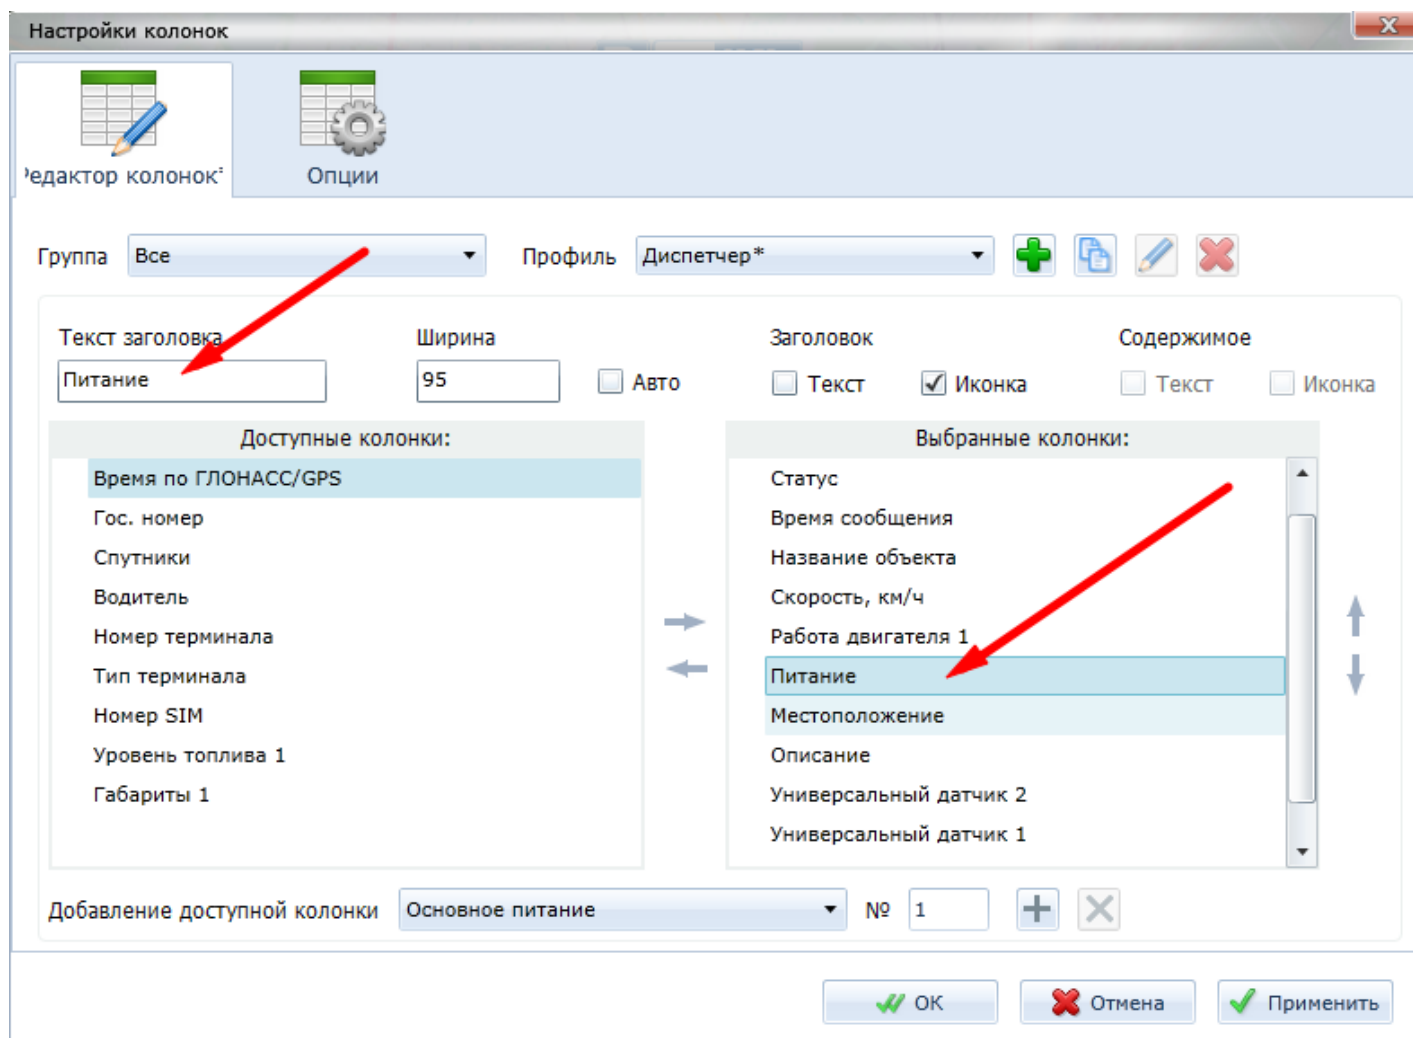 Настройки колонок
Редактор колонок*
Опции
Группа Все Профиль Диспетчер*
Текст заголовка Ширина Заголовок Содержимое
Питание 95 Авто Текст Иконка Текст Иконка
Доступные колонки:
Время по ГЛОНАСС/GPS
Гос. номер
Спутники
Водитель
Номер терминала
Тип терминала
Номер SIM
Уровень топлива 1
Габариты 1
Выбранные колонки:
Статус
Время сообщения
Название объекта
Скорость, км/ч
Работа двигателя 1
Питание
Местоположение
Описание
Универсальный датчик 2
Универсальный датчик 1
Добавление доступной колонки Основное питание № 1
ОК Отмена Применить